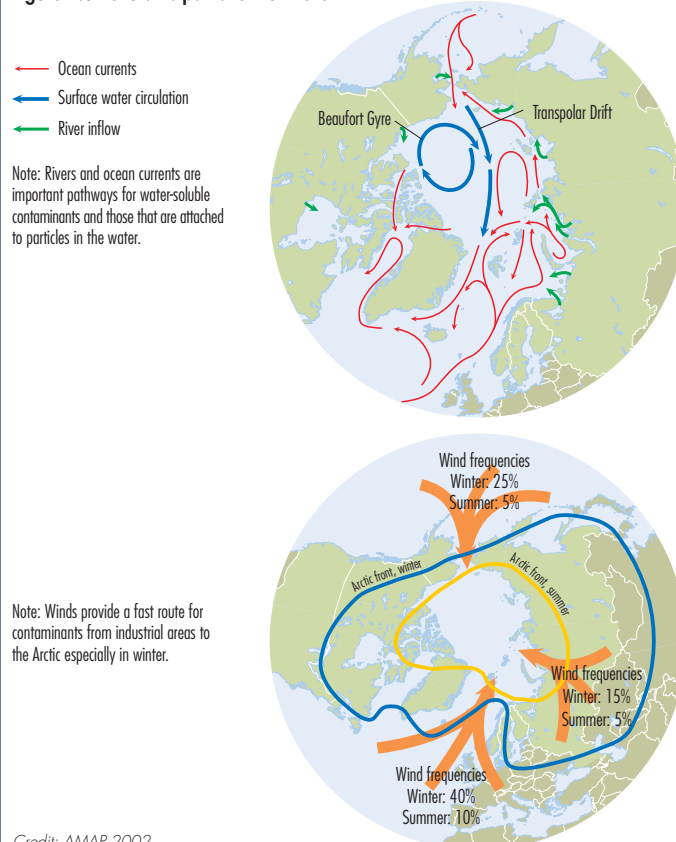 Ocean currents
Surface water circulation
River inflow
Note: Rivers and ocean currents are
important pathways for water-soluble
contaminants and those that are attached
to particles in the water.
Beaufort Gyre
Transpolar Drift
Wind frequencies
Winter: 25%
Summer: 5%
Arctic front, winter
Arctic front, summer
Note: Winds provide a fast route for
contaminants from industrial areas to
the Arctic especially in winter.
Wind frequencies
Winter: 15%
Summer: 5%
Wind frequencies
Winter: 40%
Summer: 10%
Credit: AMAP 2002